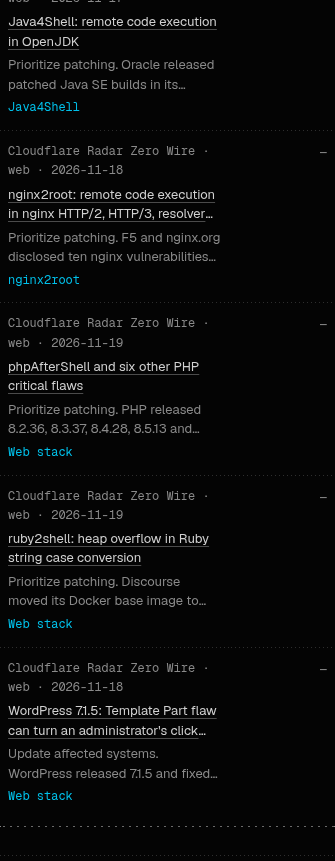 Java4Shell: remote code execution
in OpenJDK
Prioritize patching. Oracle released
patched Java SE builds in its…
Java4Shell
Cloudflare Radar Zero Wire · —
web · 2026-11-18
nginx2root: remote code execution
in nginx HTTP/2, HTTP/3, resolver…
Prioritize patching. F5 and nginx.org
disclosed ten nginx vulnerabilities…
nginx2root
Cloudflare Radar Zero Wire · —
web · 2026-11-19
phpAfterShell and six other PHP
critical flaws
Prioritize patching. PHP released
8.2.36, 8.3.37, 8.4.28, 8.5.13 and…
Web stack
Cloudflare Radar Zero Wire · —
web · 2026-11-19
ruby2shell: heap overflow in Ruby
string case conversion
Prioritize patching. Discourse
moved its Docker base image to…
Web stack
Cloudflare Radar Zero Wire · —
web · 2026-11-18
WordPress 7.1.5: Template Part flaw
can turn an administrator's click…
Update affected systems.
WordPress released 7.1.5 and fixed…
Web stack